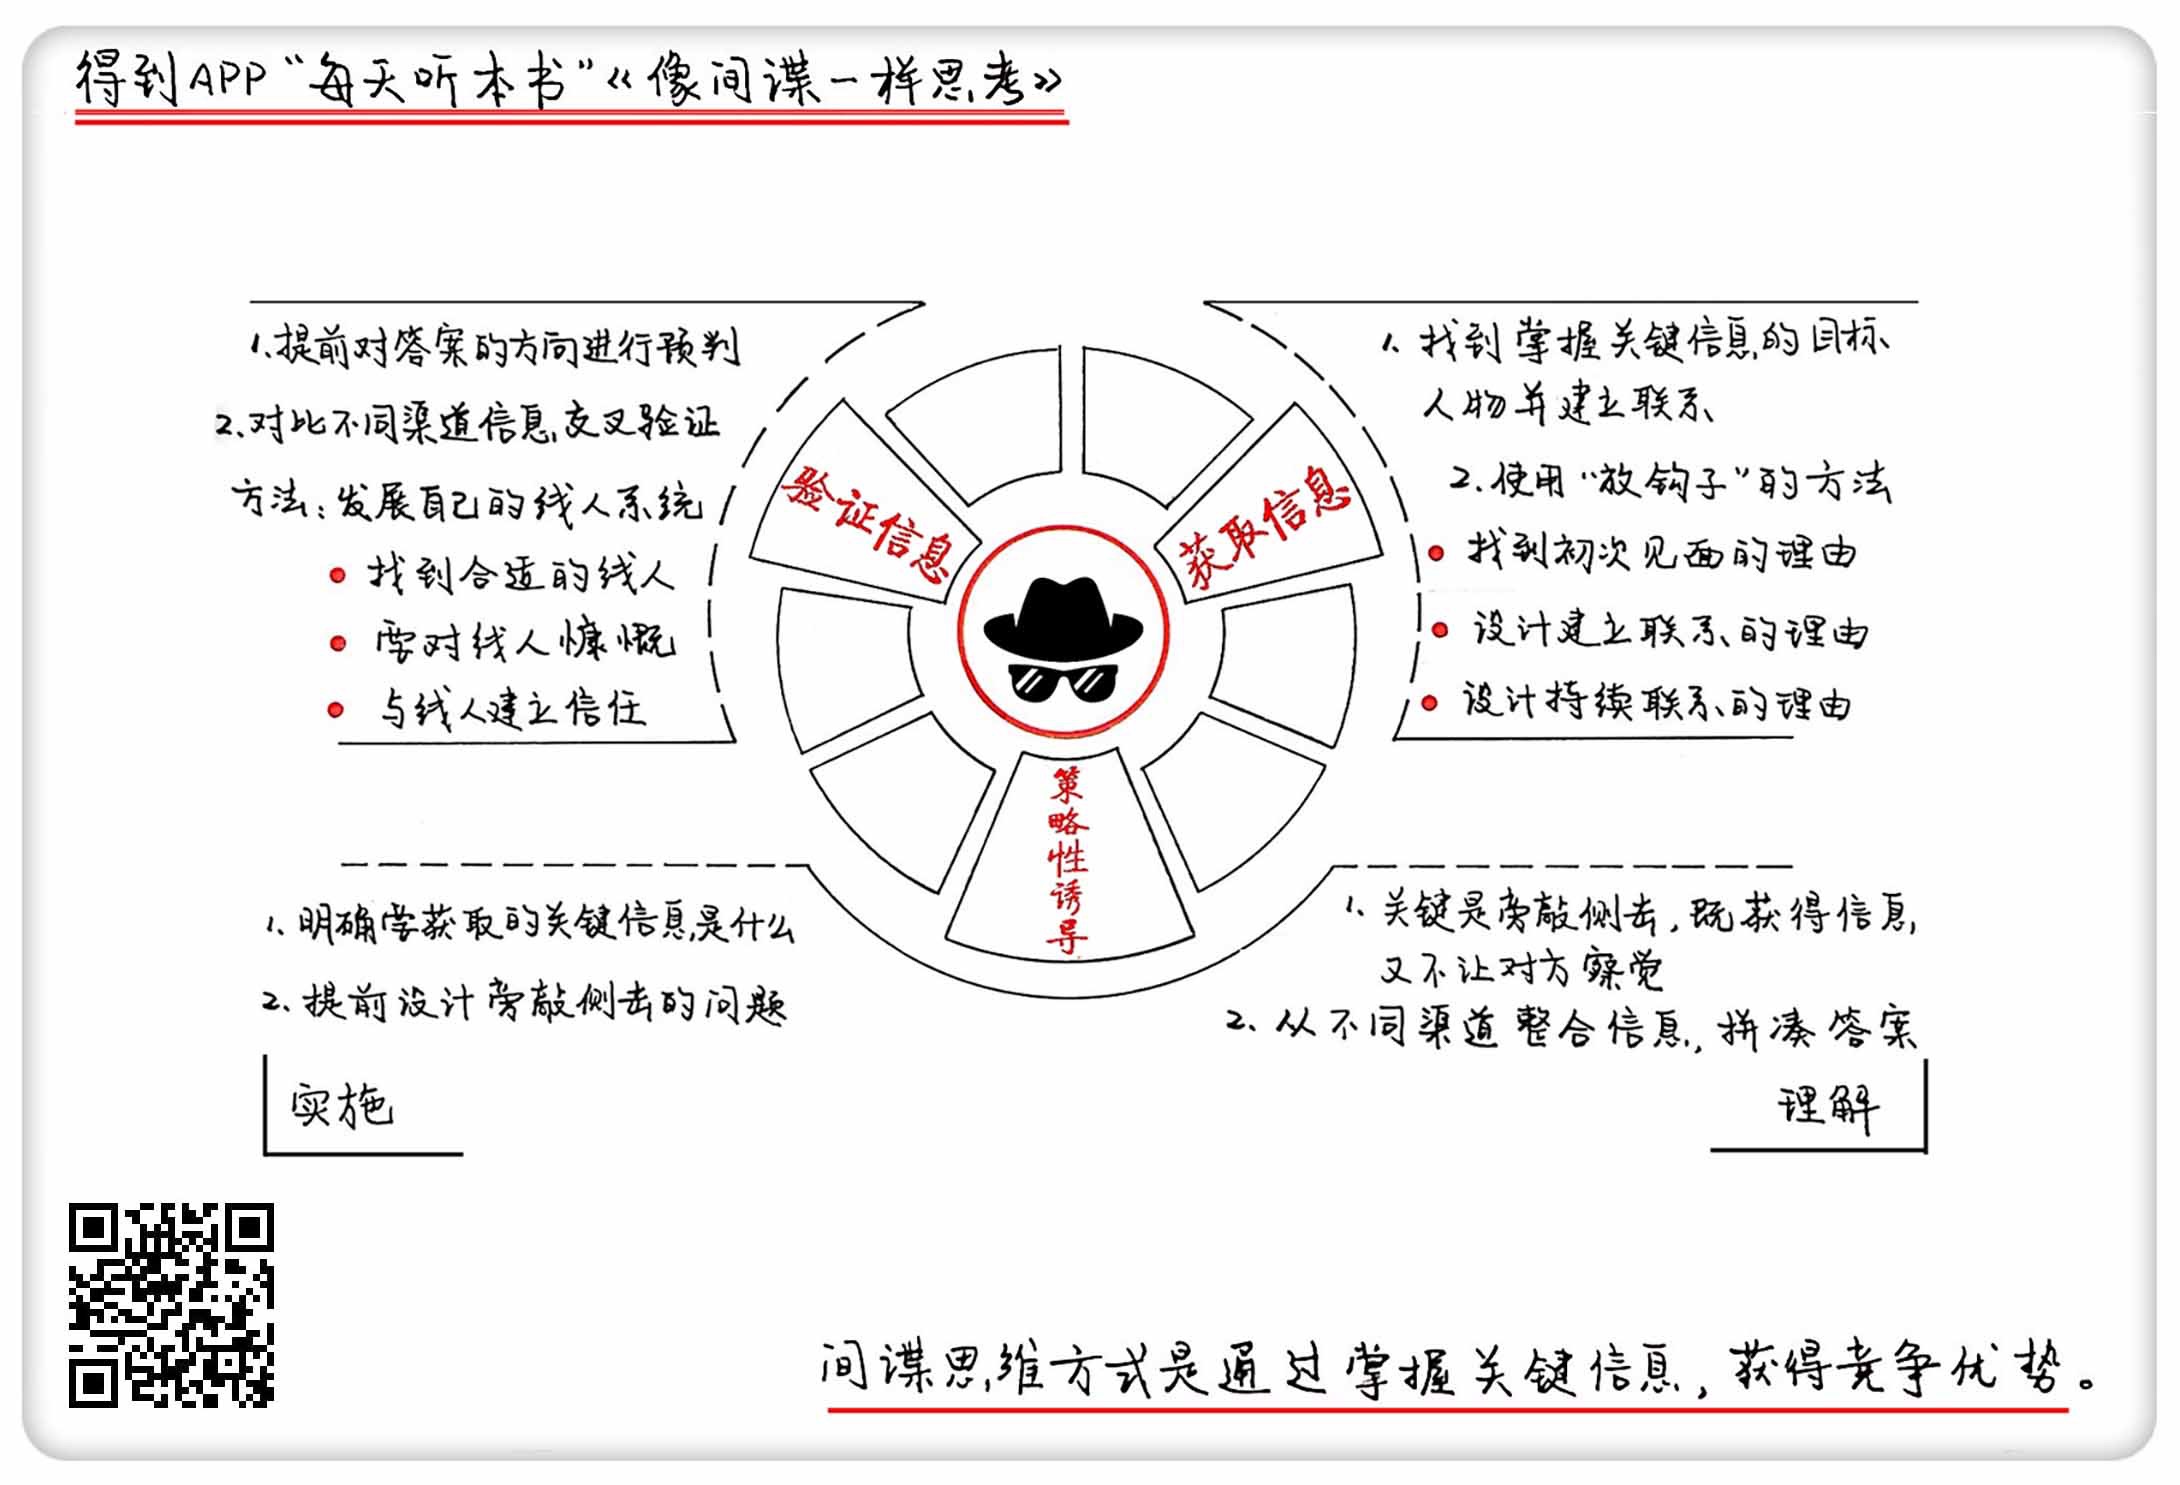 得到APP“每天听本书”《像间谍一样思考》
1.提前对答案的方向进行预判
2.对比不同渠道信息,交叉验证
方法:发展自己的线人系统
找到合适的线人
要对线人慷慨
与线人建立信任
验证信息
获取信息
策略性诱导
1.找到掌握关键信息的目标
人物并建立联系
2.使用“放钩子”的方法
找到初次见面的理由
设计建立联系的理由
设计持续联系的理由
1.明确要获取的关键信息是什么
2.提前设计旁敲侧击的问题
实施
1.关键是旁敲侧击,既获得信息,
又不让对方察觉
2.从不同渠道整合信息,拼凑答案
理解
间谍思维方式是通过掌握关键信息,获得竞争优势。